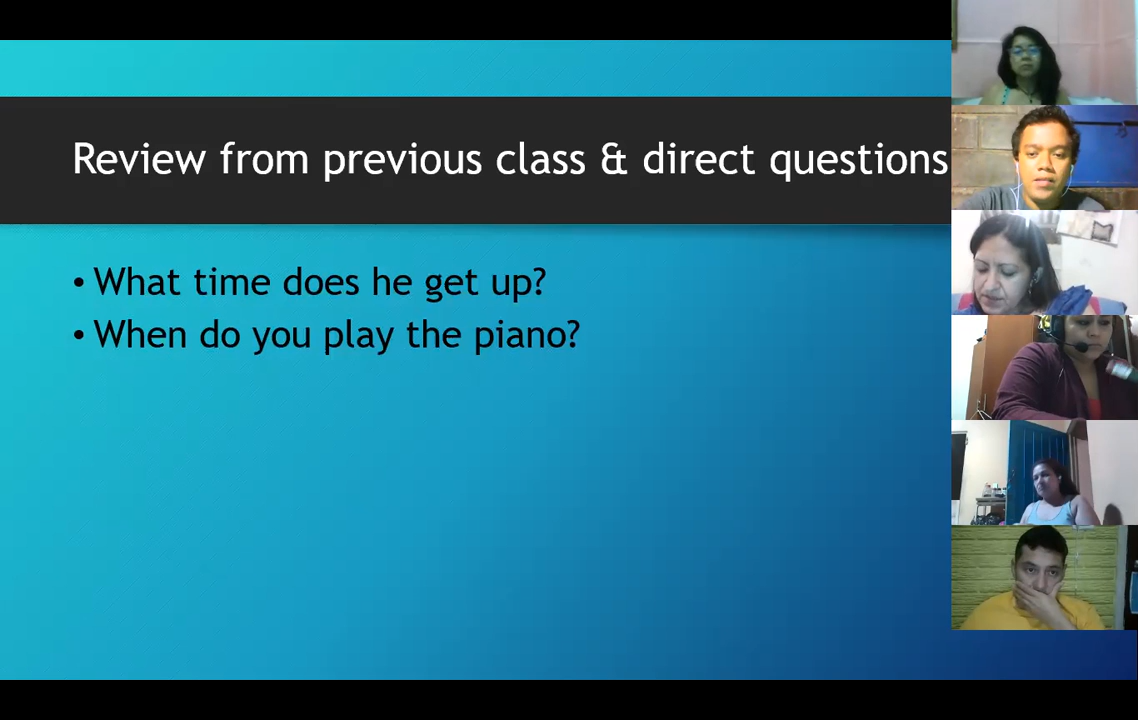 Review from previous class & direct questions
• What time does he get up?
• When do you play the piano?